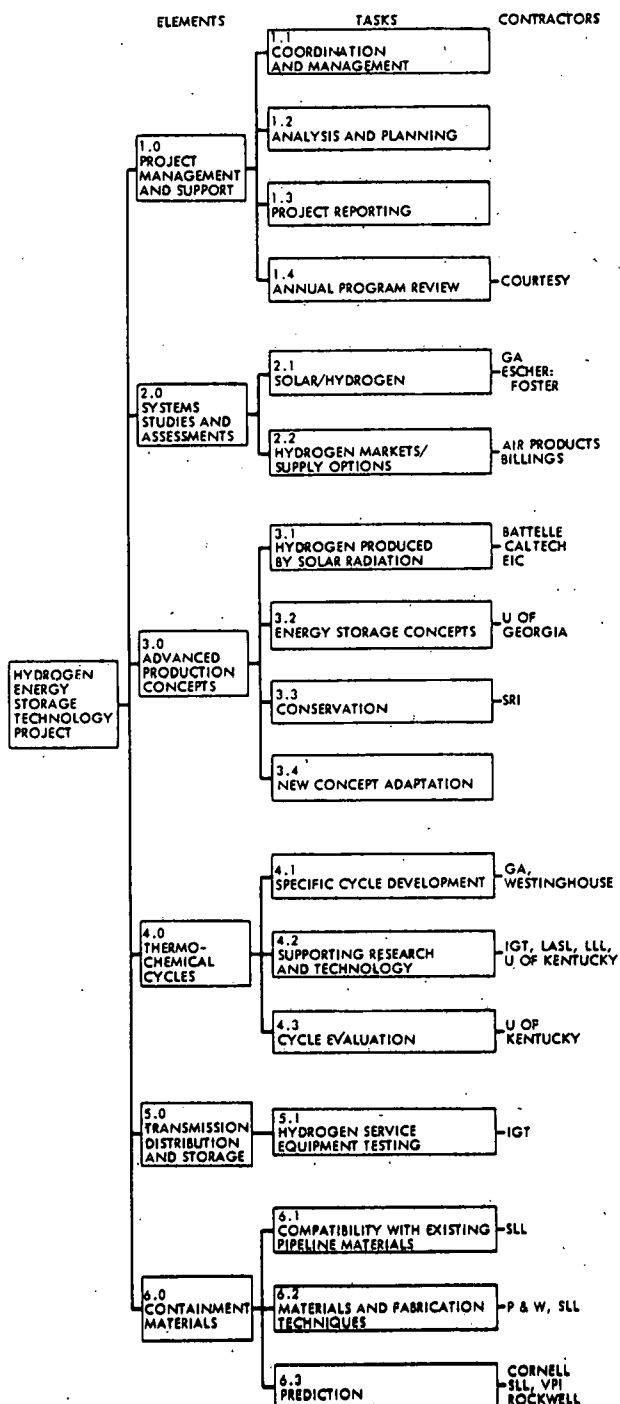 ELEMENTS TASKS CONTRACTORS
HYDROGEN
ENERGY
STORAGE
TECHNOLOGY
PROJECT
1.0
PROJECT
MANAGEMENT
AND SUPPORT
1.1
COORDINATION
AND MANAGEMENT
1.2
ANALYSIS AND PLANNING
1.3
PROJECT REPORTING
1.4
ANNUAL PROGRAM REVIEW
COURTESY
2.0
SYSTEMS
STUDIES AND
ASSESSMENTS
2.1
SOLAR/HYDROGEN
GA
ESCHER:
FOSTER
2.2
HYDROGEN MARKETS/
SUPPLY OPTIONS
AIR PRODUCTS
BILLINGS
3.0
ADVANCED
PRODUCTION
CONCEPTS
3.1
HYDROGEN PRODUCED
BY SOLAR RADIATION
BATTELLE
CALTECH
EIC
3.2
ENERGY STORAGE CONCEPTS
U OF
GEORGIA
3.3
CONSERVATION
SRI
3.4
NEW CONCEPT ADAPTATION
4.0
THERMO-
CHEMICAL
CYCLES
4.1
SPECIFIC CYCLE DEVELOPMENT
GA,
WESTINGHOUSE
4.2
SUPPORTING RESEARCH
AND TECHNOLOGY
IGT, LASL, LLL,
U OF KENTUCKY
4.3
CYCLE EVALUATION
U OF
KENTUCKY
5.0
TRANSMISSION
DISTRIBUTION
AND STORAGE
5.1
HYDROGEN SERVICE
EQUIPMENT TESTING
IGT
6.0
CONTAINMENT
MATERIALS
6.1
COMPATIBILITY WITH EXISTING
PIPELINE MATERIALS
SLL
6.2
MATERIALS AND FABRICATION
TECHNIQUES
P & W, SLL
6.3
PREDICTION
CORNELL
SLL, VPI
ROCKWELL